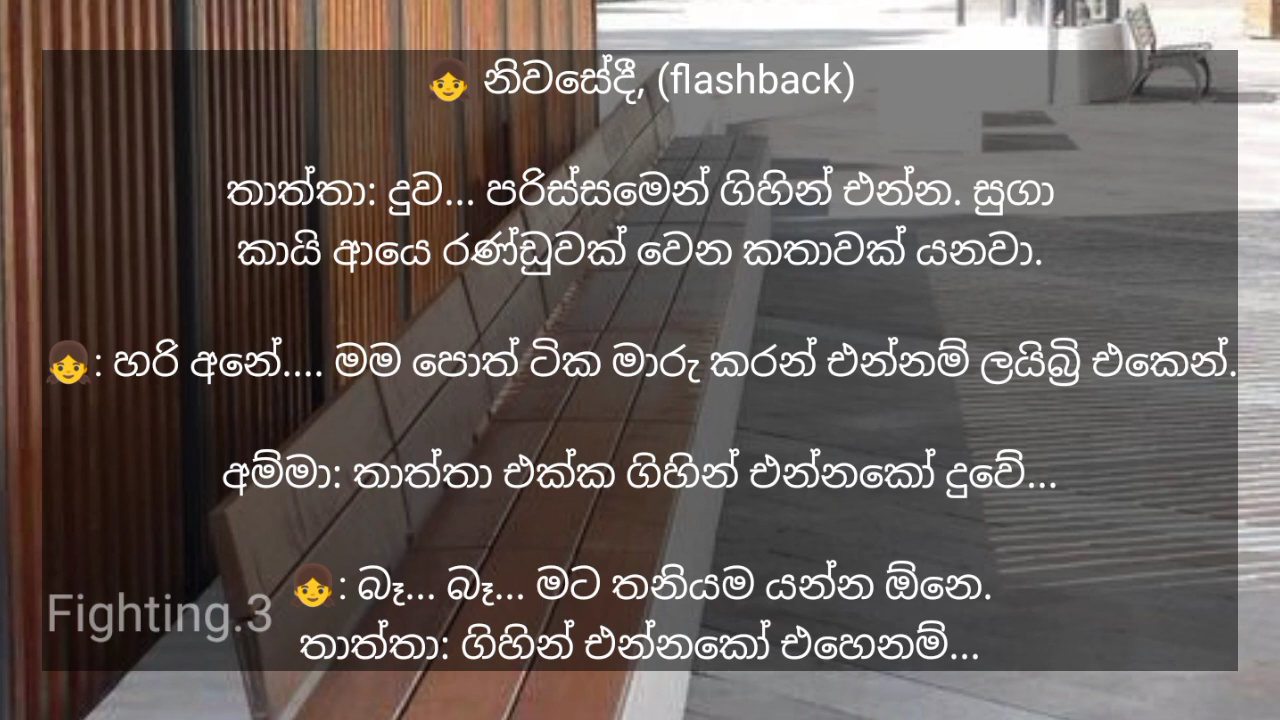 👧 නිවසේදී, (flashback)
තාත්තා: දුව... පරිස්සමෙන් ගිහින් එන්න. සුගා
කායි ආයෙ රණ්ඩුවක් වෙන කතාවක් යනවා.
👧: හරි අනේ.... මම පොත් ටික මාරු කරන් එන්නම් ලයිබ්‍රි එකෙන්.
අම්මා: තාත්තා එක්ක ගිහින් එන්නකෝ දුවේ...
👧: බෑ... බෑ... මට තනියම යන්න ඕනෙ.
තාත්තා: ගිහින් එන්නකෝ එහෙනම්...
Fighting.3